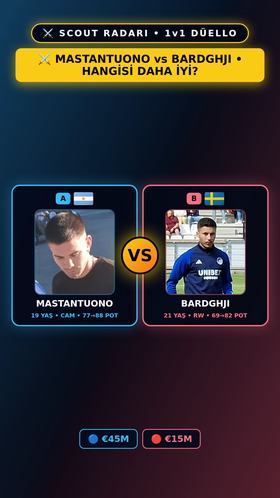 ⚔ SCOUT RADARI • 1v1 DÜELLO
⚔ MASTANTUONO vs BARDGHJI •
HANGİSİ DAHA İYİ?
A
B
UNIBET
VS
MASTANTUONO
BARDGHJI
19 YAŞ • CAM • 77→88 POT
21 YAŞ • RW • 69→82 POT
🔵 €45M
🔴 €15M